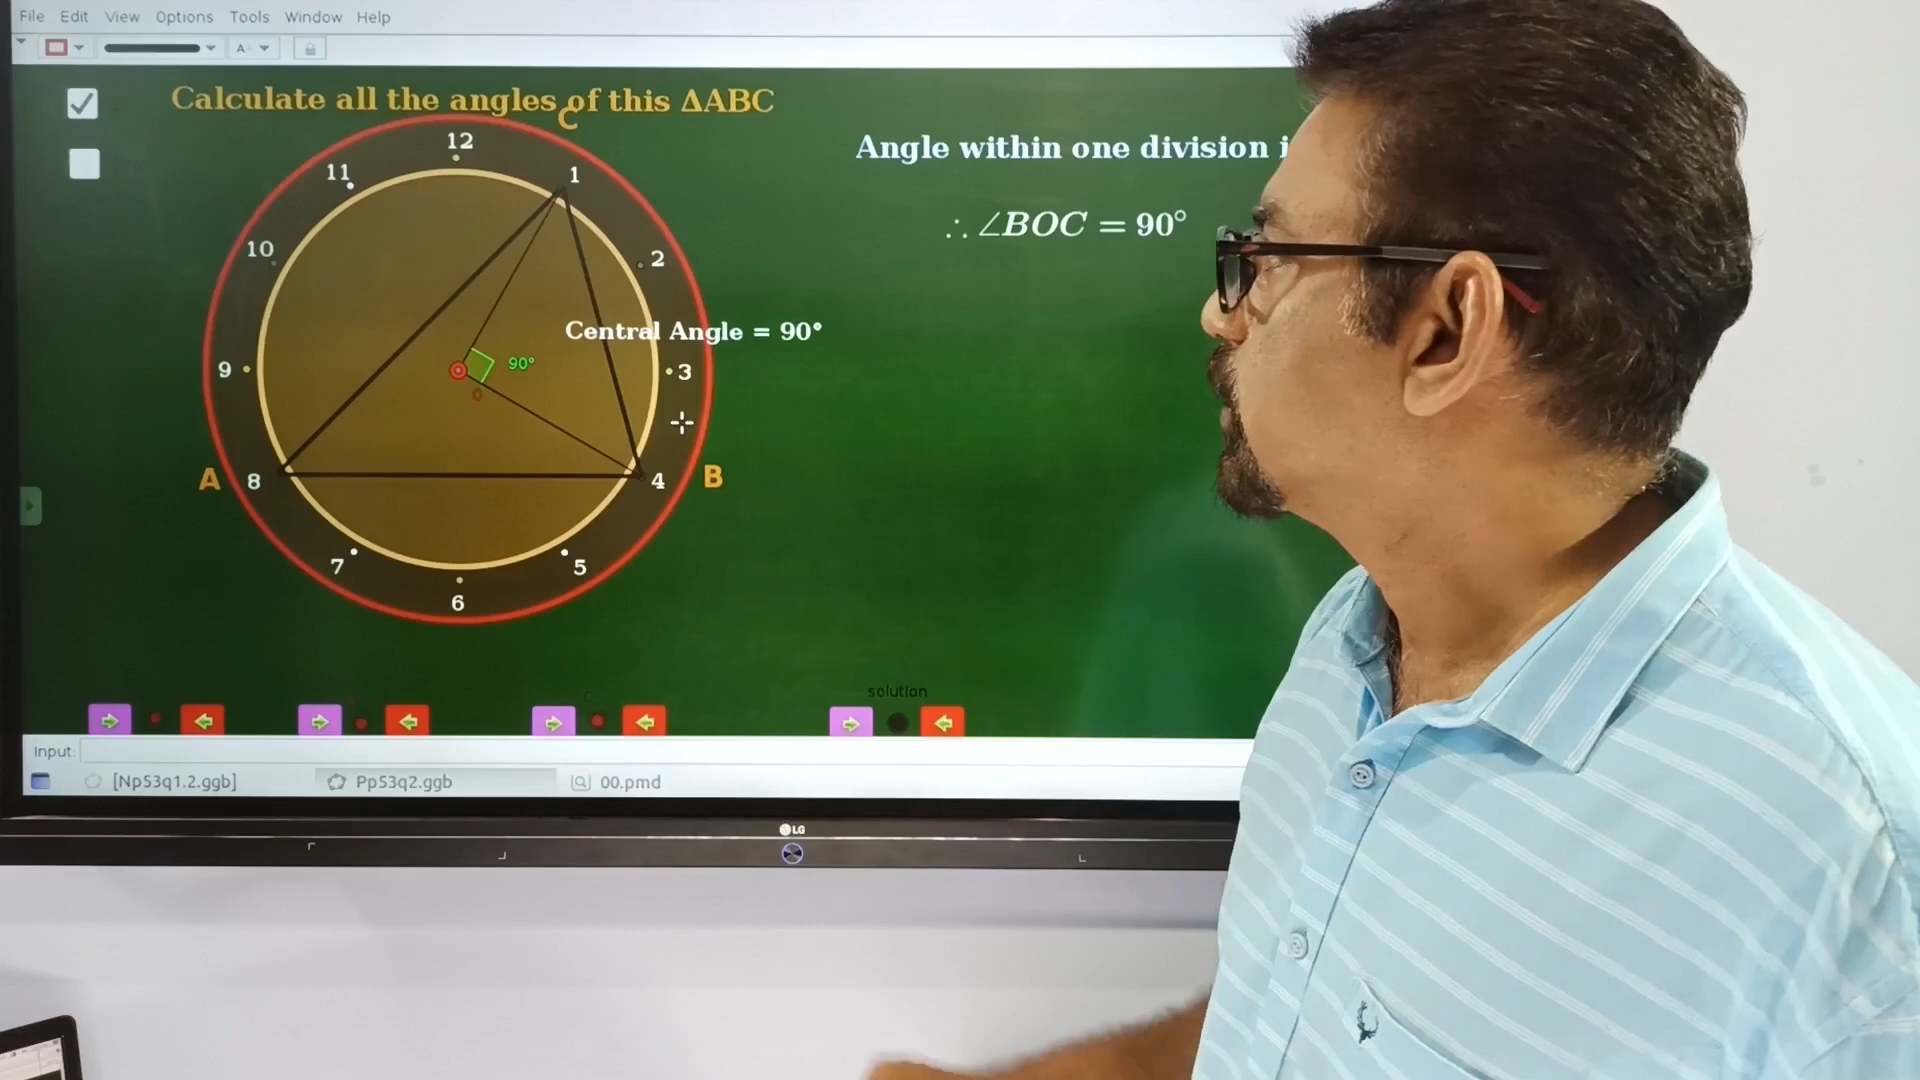 File Edit View Options Tools Window Help
A
Calculate all the angles of this ΔABC
C
12
11
1
10
2
9
3
A
8
4
B
7
5
6
Central Angle = 90°
90°
Angle within one division
∴ ∠BOC = 90°
solution
Input:
[Np53q1.2.ggb]
Pp53q2.ggb
00.pmd
LG